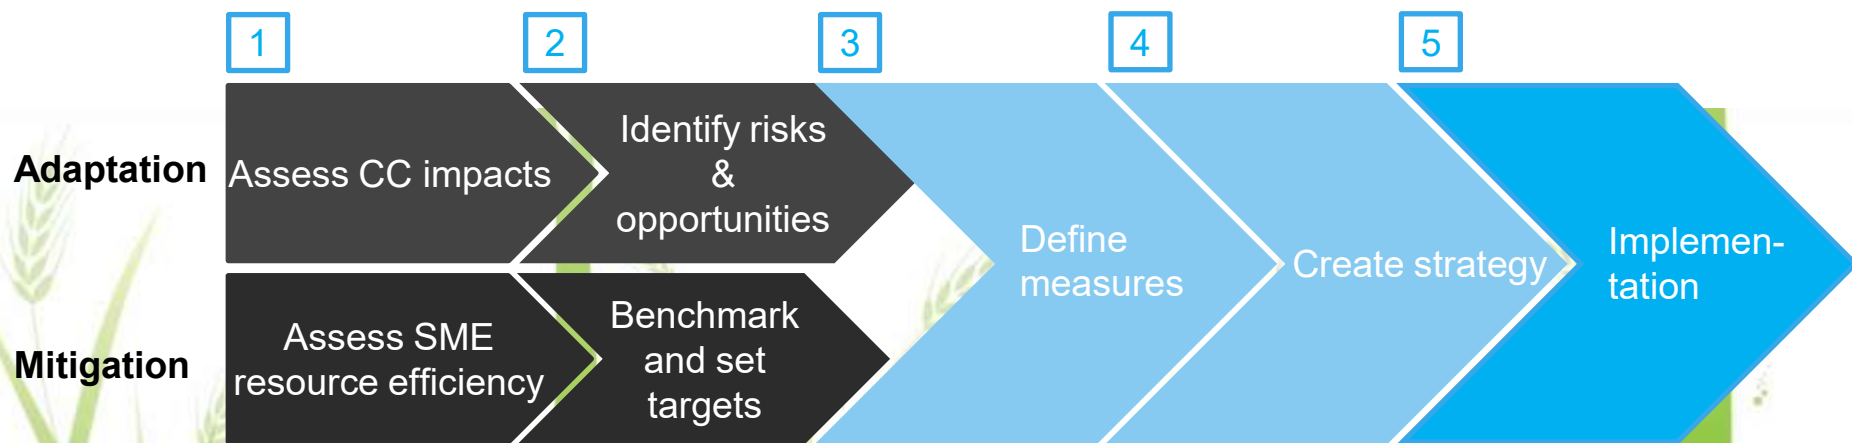 1
2
3
4
5
Adaptation
Assess CC impacts
Identify risks
&
opportunities
Mitigation
Assess SME
resource efficiency
Benchmark
and set
targets
Define
measures
Create strategy
Implemen-
tation